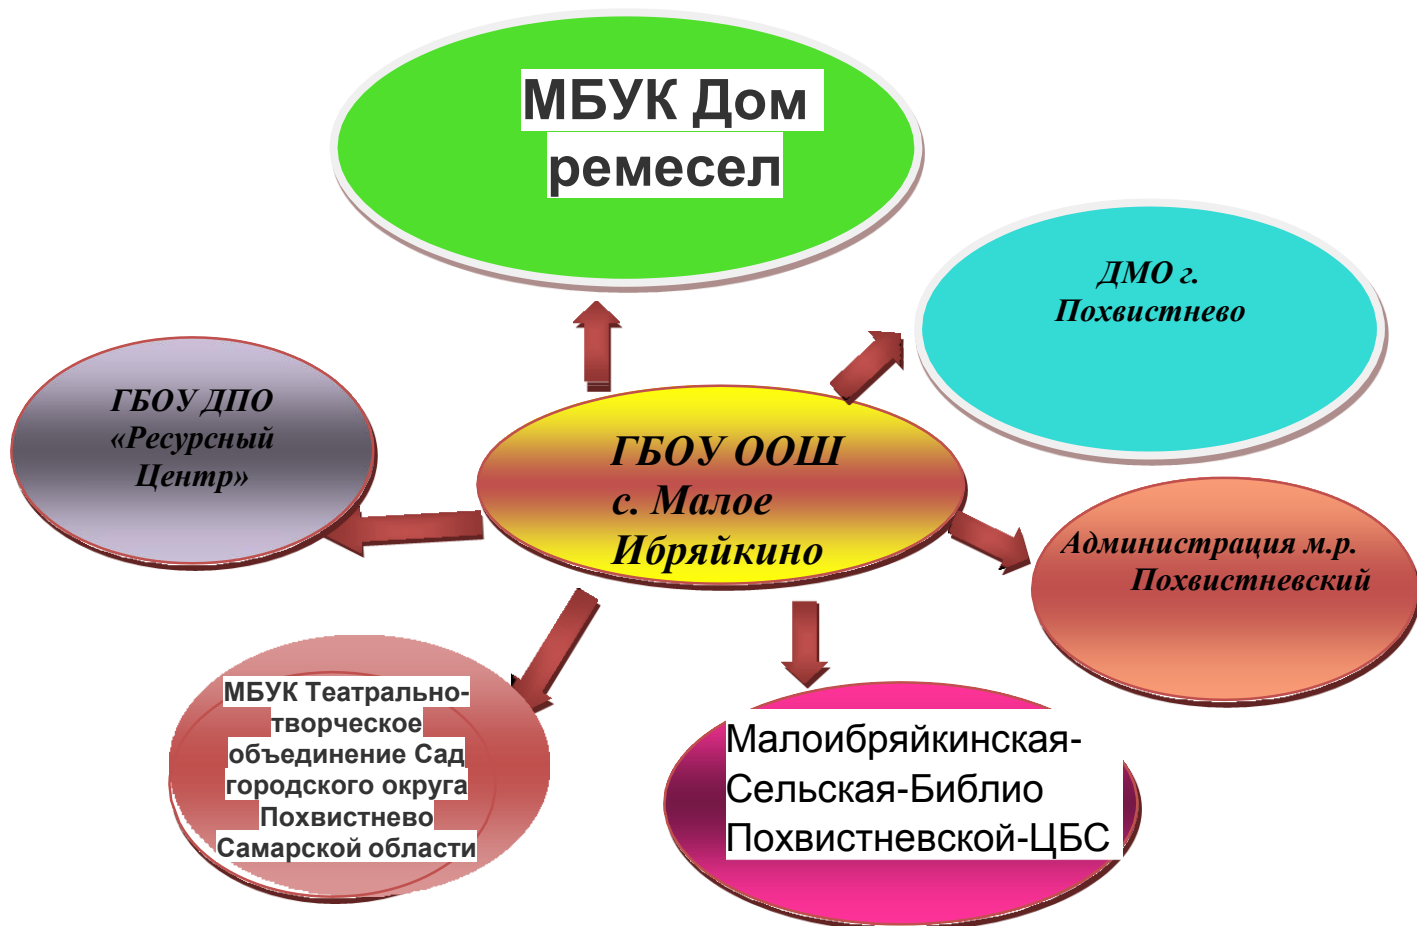 МБУК Дом
ремесел
ДМО г.
Похвистнево
ГБОУ ДПО
«Ресурсный
Центр»
ГБОУ ООШ
с. Малое
Ибряйкино
Администрация м.р.
Похвистневский
МБУК Театрально-
творческое
объединение Сад
городского округа
Похвистнево
Самарской области
Малоибряйкинская-
Сельская-Библио
Похвистневской-ЦБС